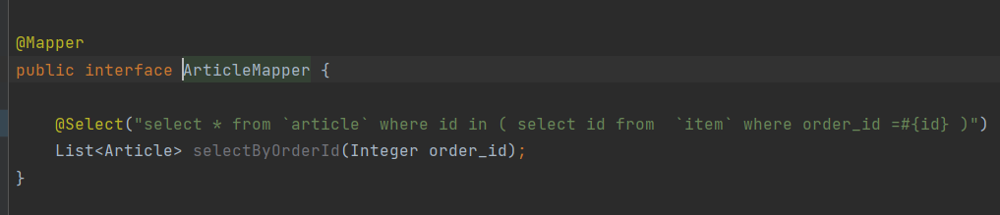 @Mapper
public interface ArticleMapper {
@Select("select * from `article` where id in ( select id from  `item` where order_id =#{id} )")
List<Article> selectByOrderId(Integer order_id);
}